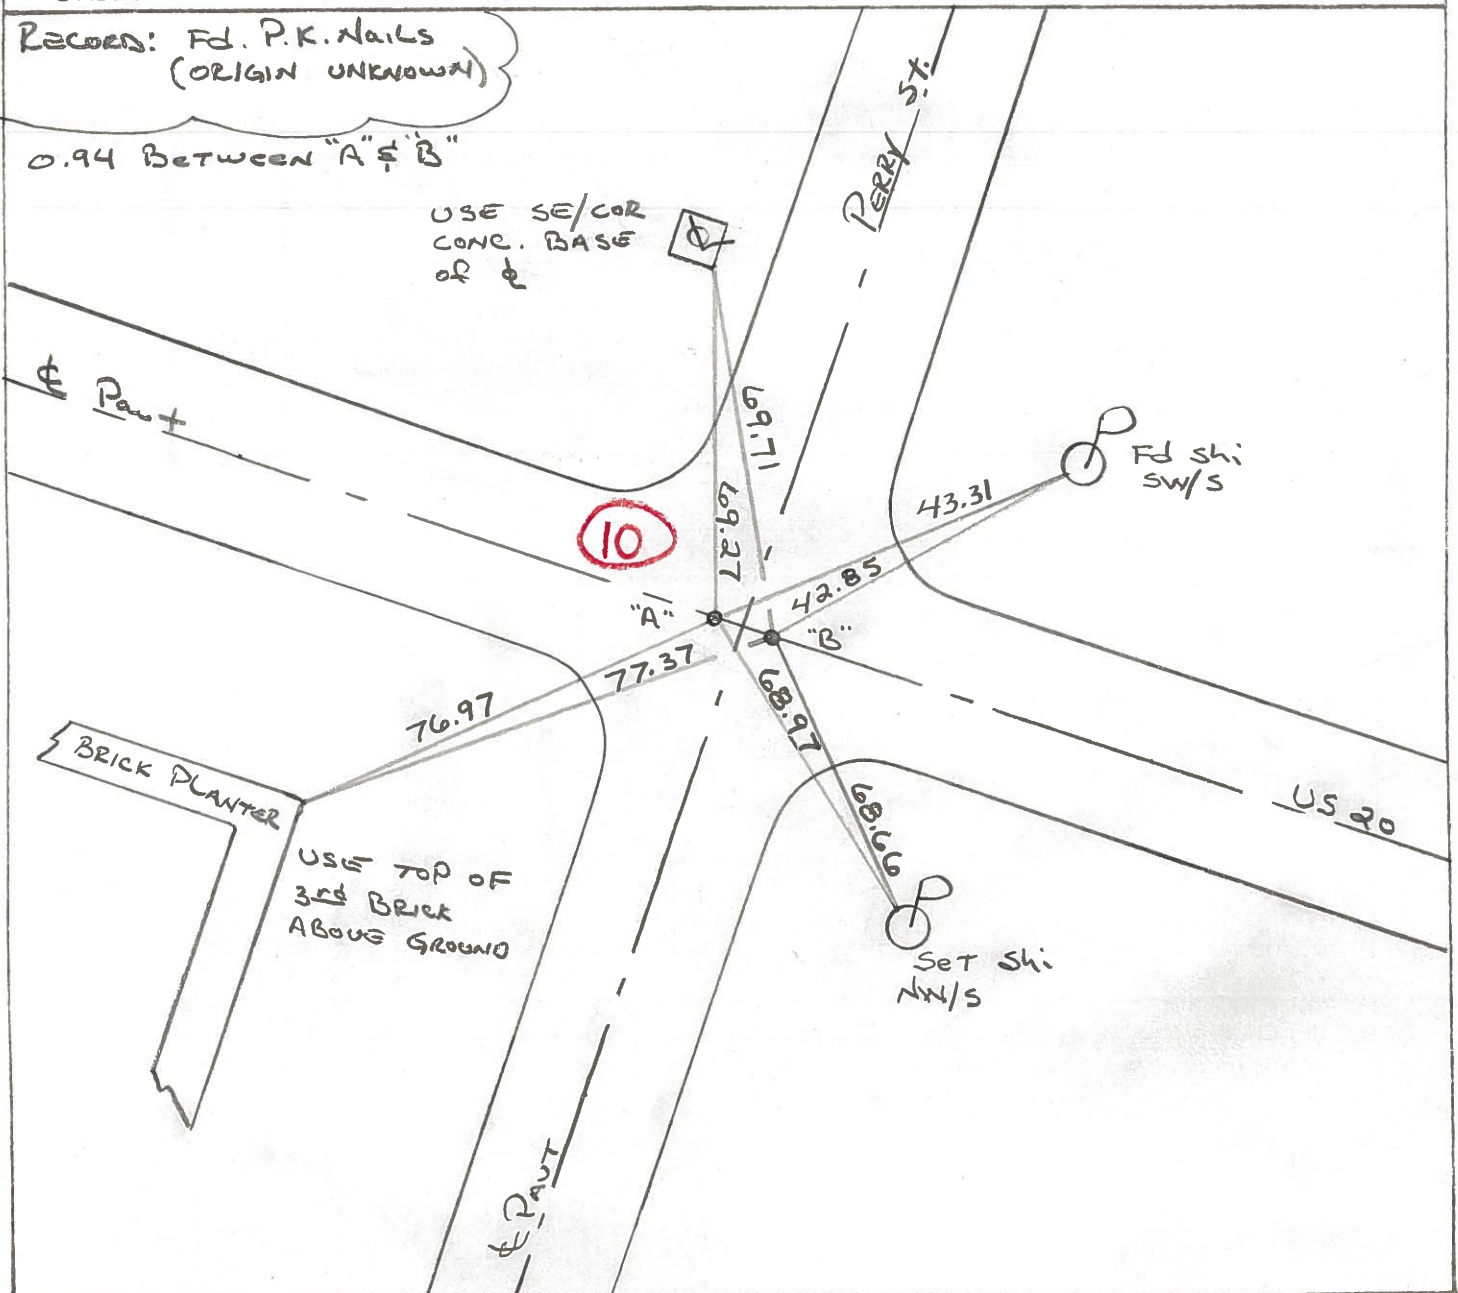 RECORD: Fd. P.K. Nails
(ORIGIN UNKNOWN)
0.94 BETWEEN "A" & "B"
USE SE/COR
CONC. BASE
of
PERRY ST.
℄ Pavt
69.71
69.27
43.31
42.85
Fd Shi
SW/S
10
"A"
"B"
77.37
76.97
68.97
68.66
BRICK PLANTER
USE TOP OF
3rd BRICK
ABOVE GROUND
US 20
SeT Shi
NW/S
℄ PAVT